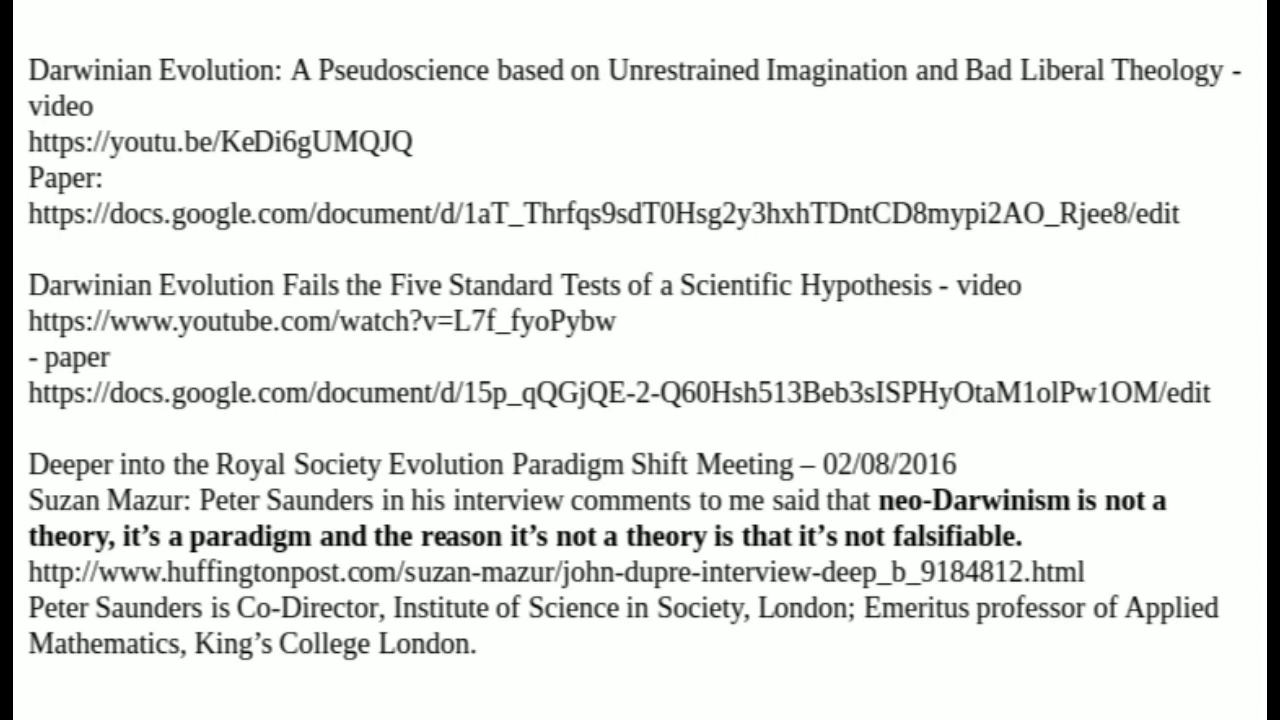 Darwinian Evolution: A Pseudoscience based on Unrestrained Imagination and Bad Liberal Theology -
video
https://youtu.be/KeDi6gUMQJQ
Paper:
https://docs.google.com/document/d/1aT_Thrfqs9sdT0Hsg2y3hxhTDntCD8mypi2AO_Rjee8/edit
Darwinian Evolution Fails the Five Standard Tests of a Scientific Hypothesis - video
https://www.youtube.com/watch?v=L7f_fyoPybw
- paper
https://docs.google.com/document/d/15p_qQGjQE-2-Q60Hsh513Beb3sISPHyOtaM1olPw1OM/edit
Deeper into the Royal Society Evolution Paradigm Shift Meeting – 02/08/2016
Suzan Mazur: Peter Saunders in his interview comments to me said that neo-Darwinism is not a
theory, it’s a paradigm and the reason it’s not a theory is that it’s not falsifiable.
http://www.huffingtonpost.com/suzan-mazur/john-dupre-interview-deep_b_9184812.html
Peter Saunders is Co-Director, Institute of Science in Society, London; Emeritus professor of Applied
Mathematics, King’s College London.